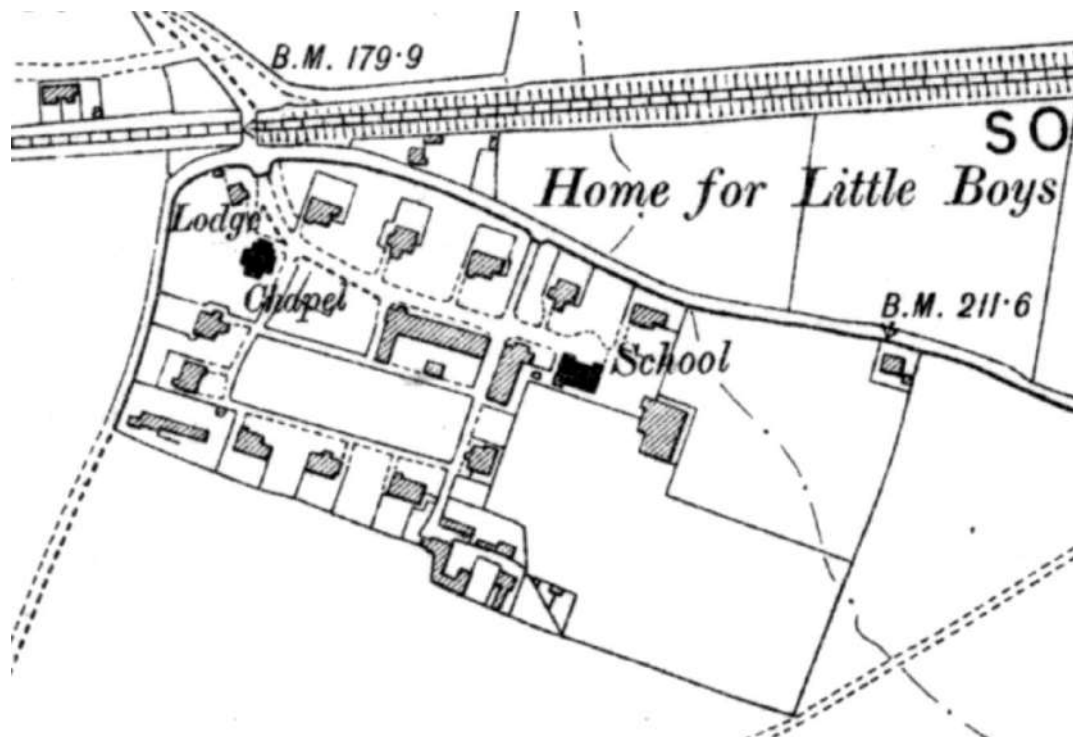 B.M. 179·9
SO
Home for Little Boys
Lodge
Chapel
B.M. 211·6
School